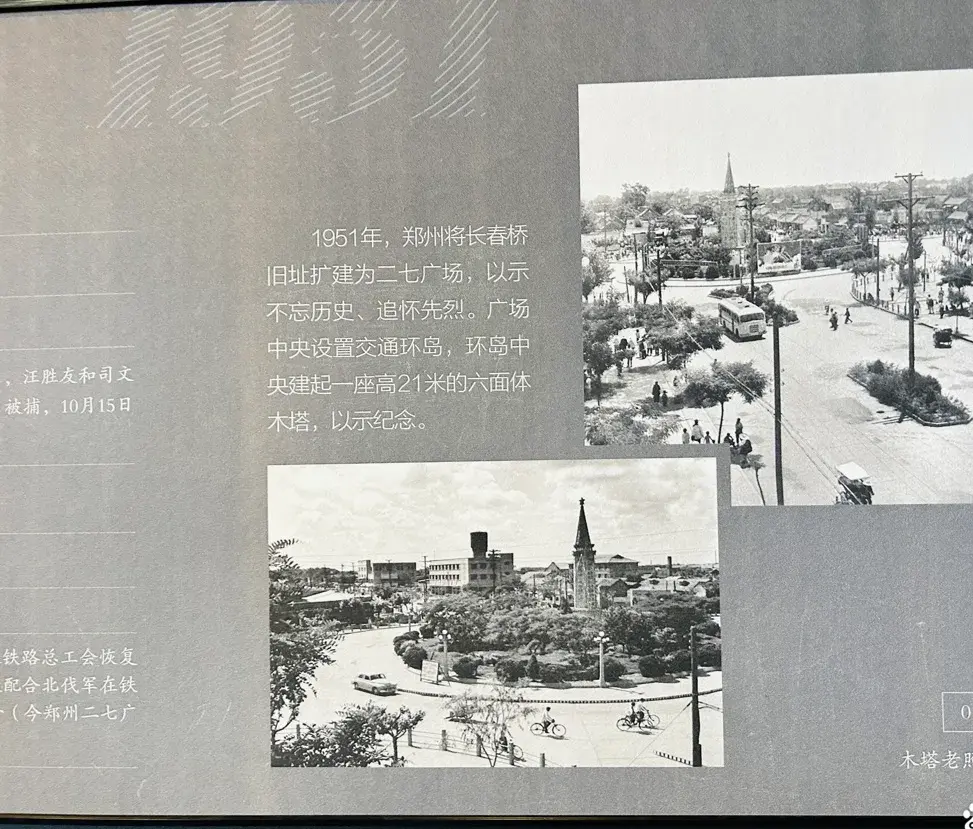 1951年，郑州将长春桥
旧址扩建为二七广场，以示
不忘历史、追怀先烈。广场
中央设置交通环岛，环岛中
央建起一座高21米的六面体
木塔，以示纪念。
，汪胜友和司文
被捕，10月15日
铁路总工会恢复
配合北伐军在铁
（今郑州二七广
0
木塔老照